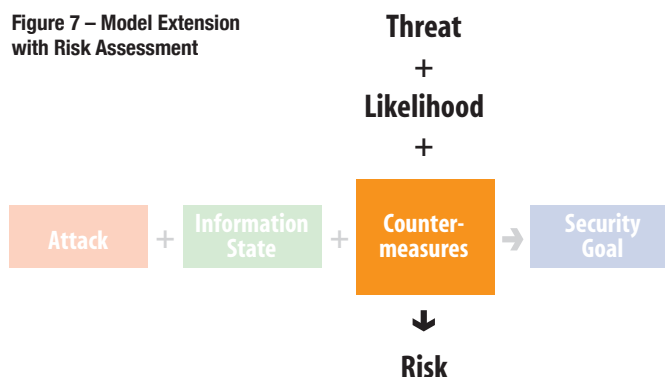 Figure 7 – Model Extension
with Risk Assessment
Threat
+
Likelihood
+
Attack + Information State + Counter-measures → Security Goal
Risk